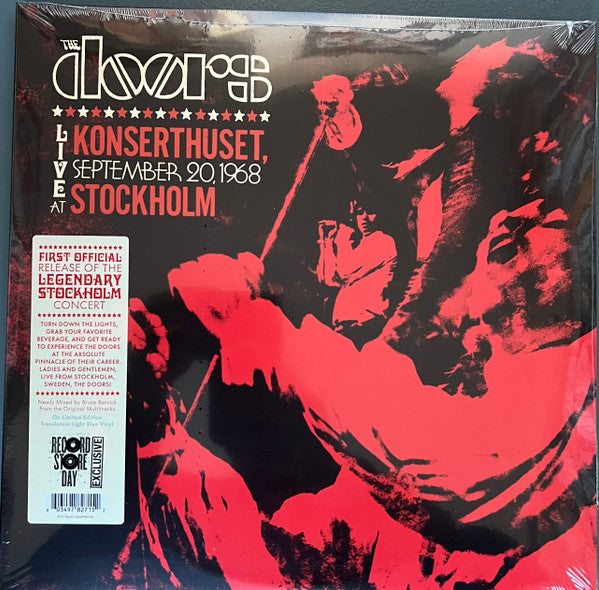 THE
doors
LIVE AT
KONSERTHUSET,
SEPTEMBER 20, 1968
STOCKHOLM
FIRST OFFICIAL
RELEASE OF THE
LEGENDARY
STOCKHOLM
CONCERT
TURN DOWN THE LIGHTS,
GRAB YOUR FAVORITE
BEVERAGE, AND GET READY
TO EXPERIENCE THE DOORS
AT THE ABSOLUTE
PINNACLE OF THEIR CAREER.
LADIES AND GENTLEMEN,
LIVE FROM STOCKHOLM,
SWEDEN, THE DOORS!
Newly Mixed by Bruce Botnick
From the Original Multitracks
On Limited-Edition
Translucent Light Blue Vinyl
RECORD
STORE
DAY
EXCLUSIVE
03497 82715